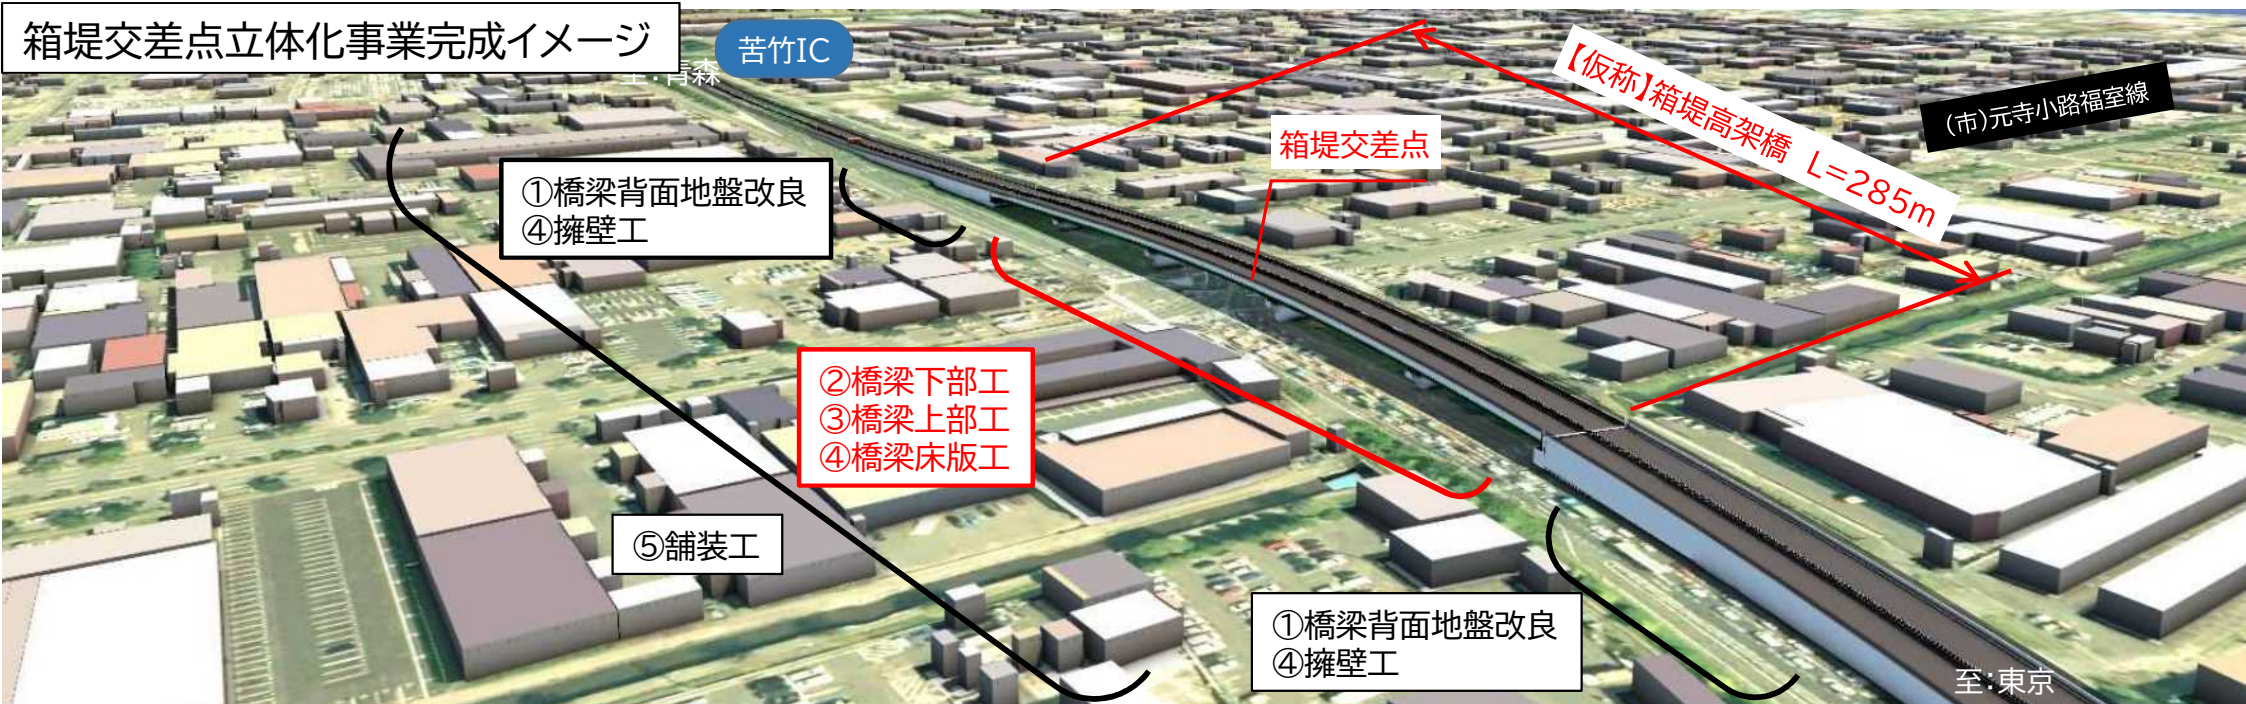 箱堤交差点立体化事業完成イメージ
苦竹IC
至:青森
【仮称】箱堤高架橋 L=285m
(市)元寺小路福室線
箱堤交差点
①橋梁背面地盤改良
④擁壁工
②橋梁下部工
③橋梁上部工
④橋梁床版工
⑤舗装工
①橋梁背面地盤改良
④擁壁工
至:東京